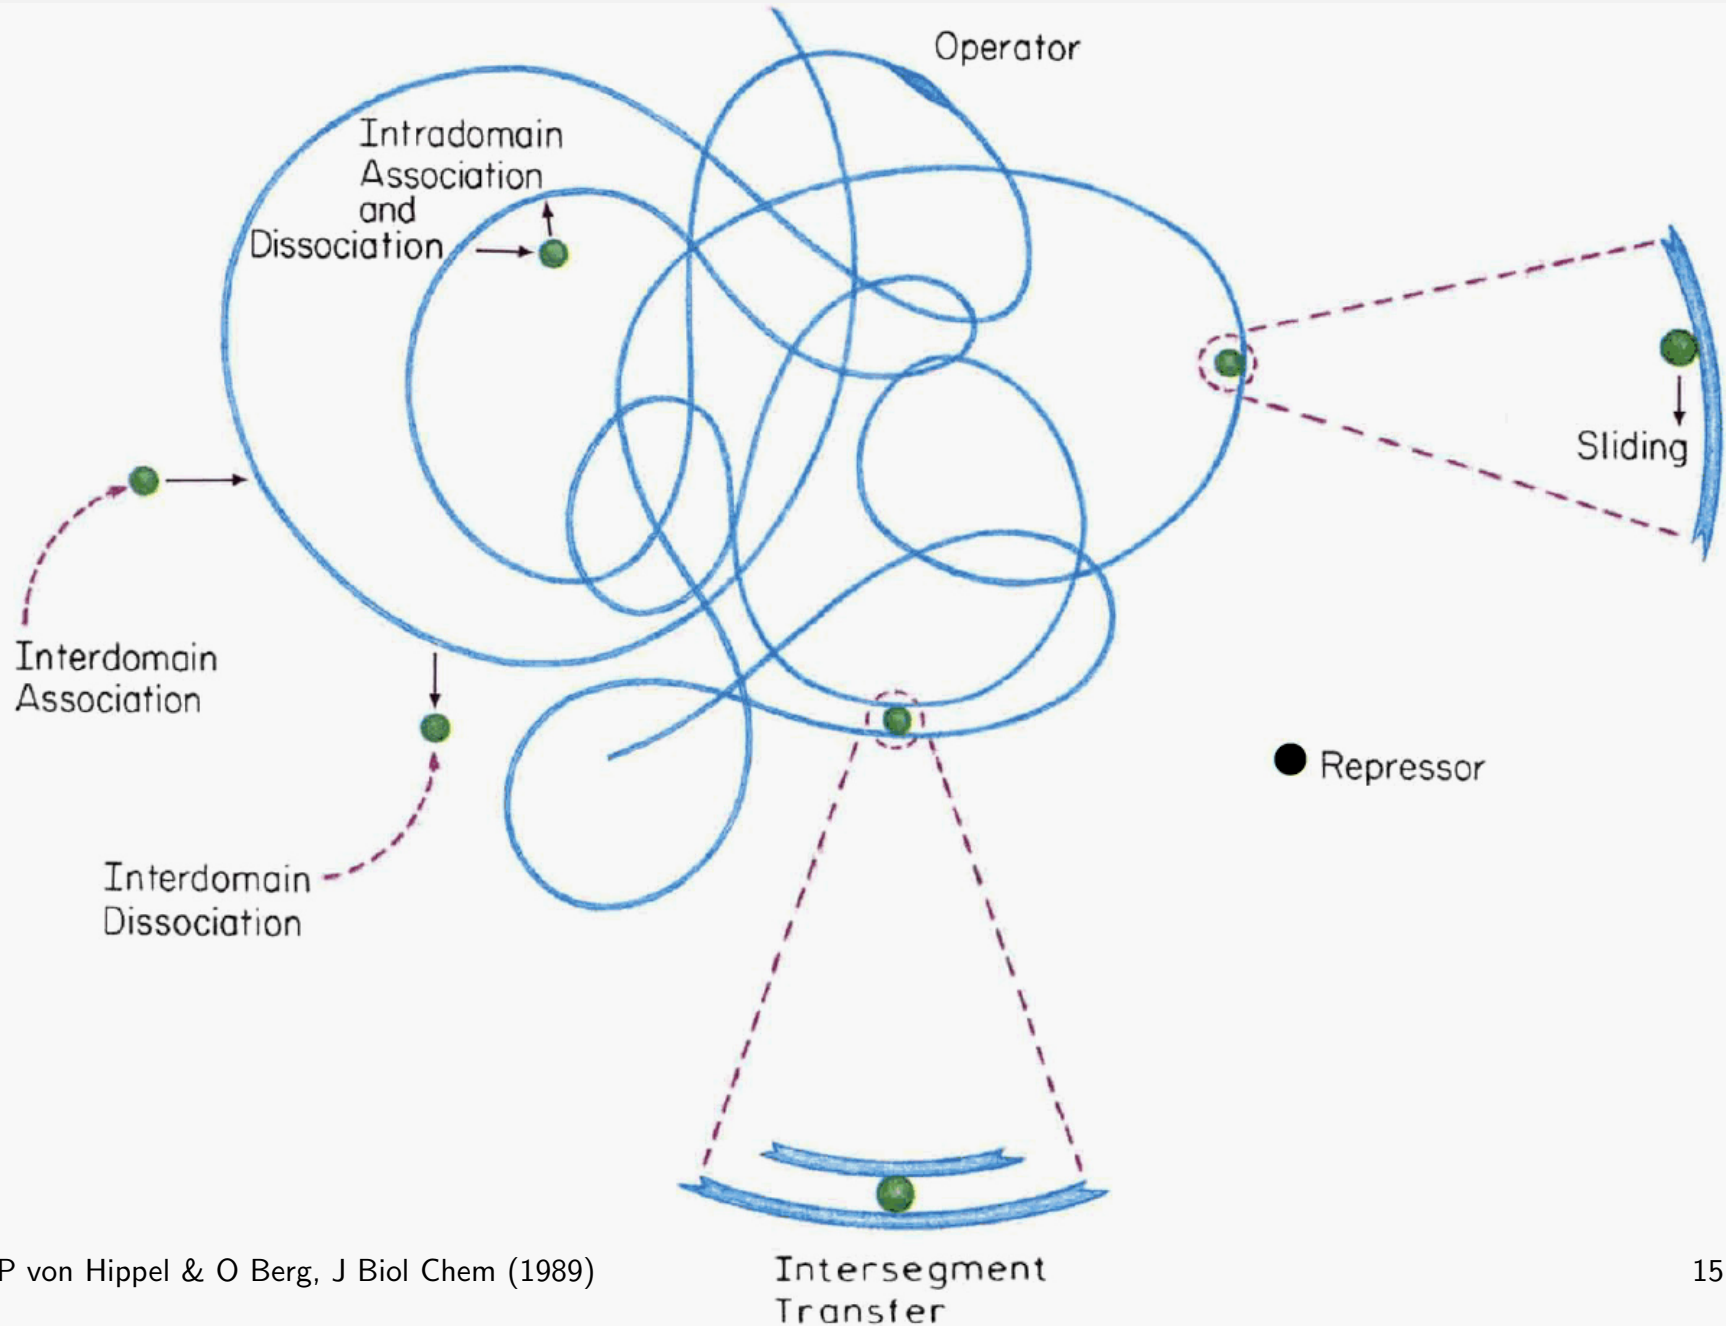 Operator
Intradomain
Association
and
Dissociation
Sliding
Interdomain
Association
Repressor
Interdomain
Dissociation
P von Hippel & O Berg, J Biol Chem (1989)
Intersegment
Transfer
15